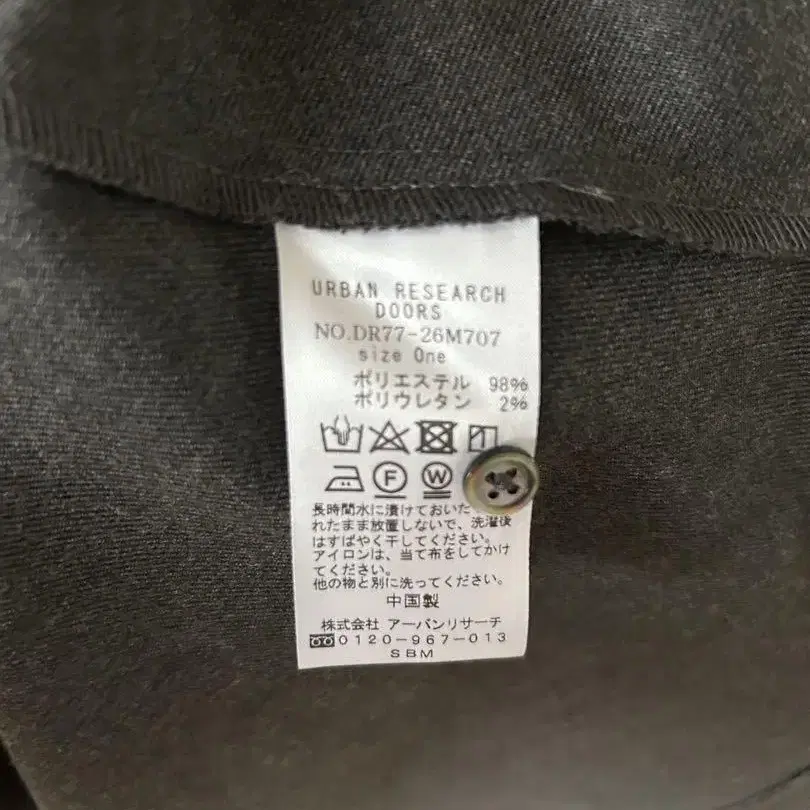 URBAN RESEARCH
DOORS
NO.DR77-26M707
size One
ポリエステル 98%
ポリウレタン 2%
F W
長時間水に漬けておいた
れたまま放置しないで、洗濯後
はすばやく干してください。
アイロンは、当て布をしてかけ
てください。
他の物と別に洗ってください。
中国製
株式会社 アーバンリサーチ
0120-967-013
SBM